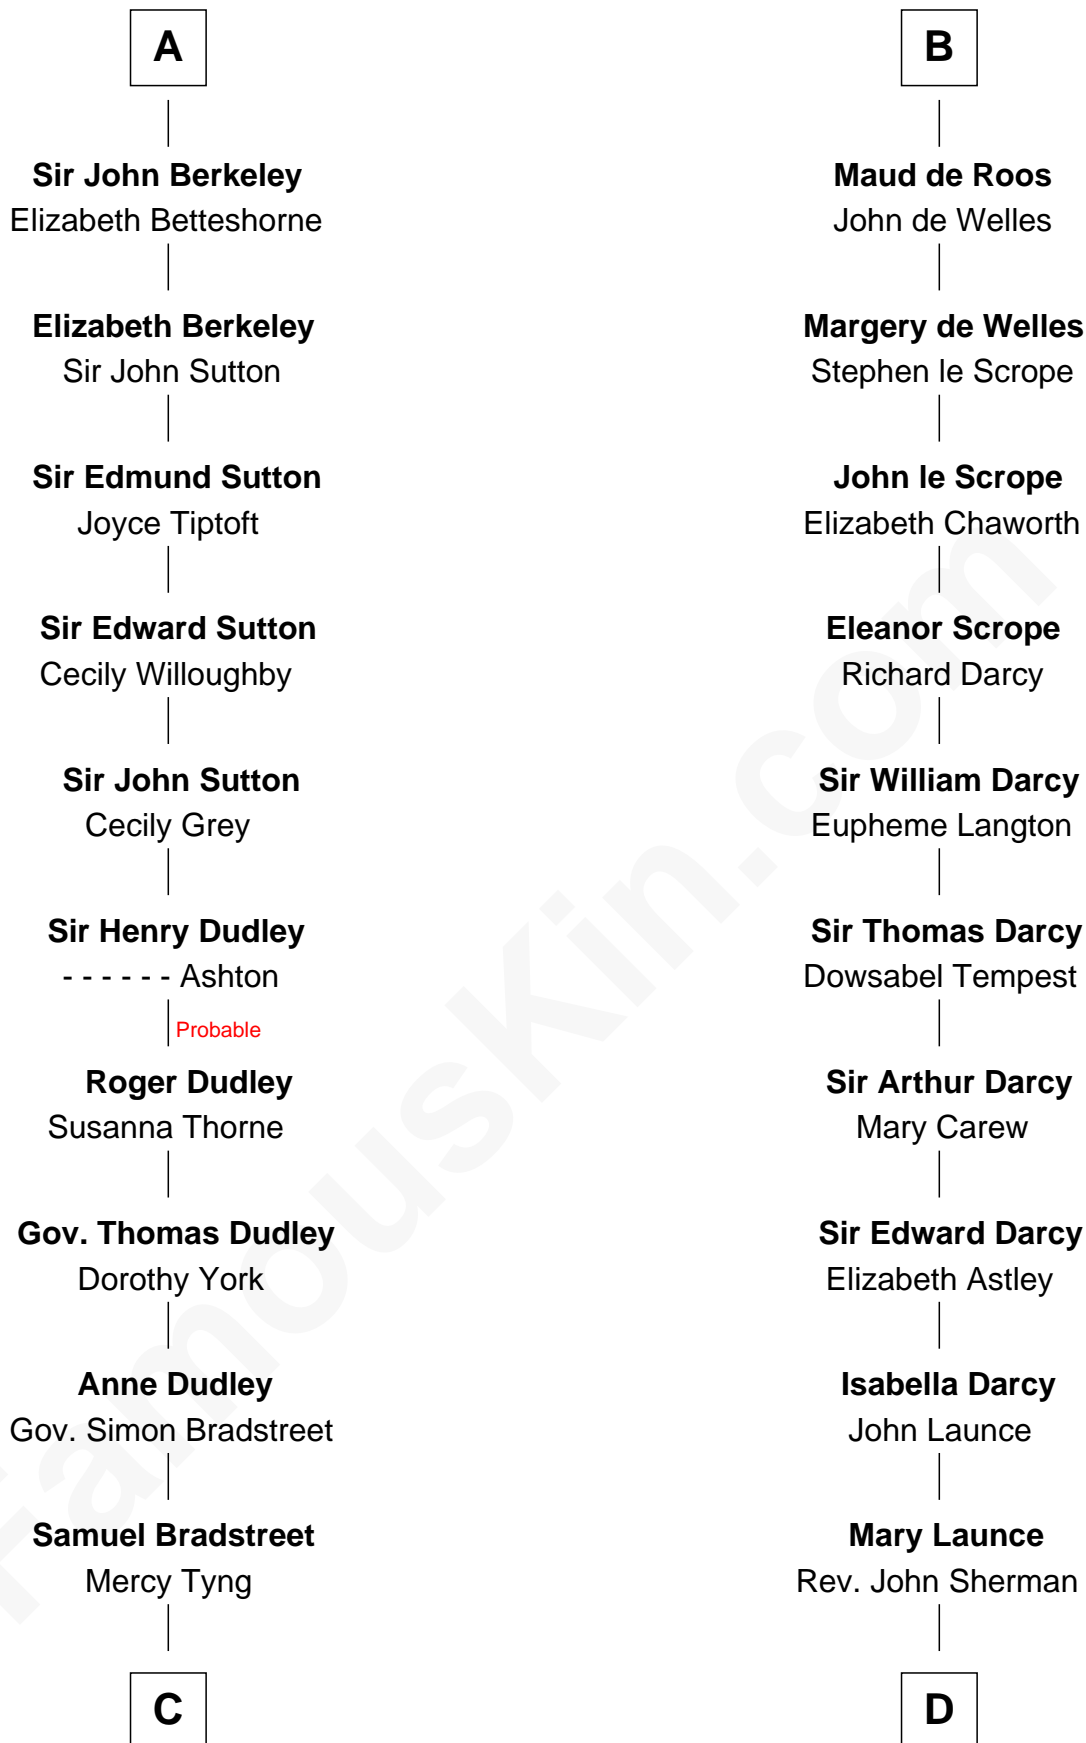 A
Sir John Berkeley
Elizabeth Betteshorne
Elizabeth Berkeley
Sir John Sutton
Sir Edmund Sutton
Joyce Tiptoft
Sir Edward Sutton
Cecily Willoughby
Sir John Sutton
Cecily Grey
Sir Henry Dudley
- - - - - - Ashton
Probable
Roger Dudley
Susanna Thorne
Gov. Thomas Dudley
Dorothy York
Anne Dudley
Gov. Simon Bradstreet
Samuel Bradstreet
Mercy Tyng
C
B
Maud de Roos
John de Welles
Margery de Welles
Stephen le Scrope
John le Scrope
Elizabeth Chaworth
Eleanor Scrope
Richard Darcy
Sir William Darcy
Eupheme Langton
Sir Thomas Darcy
Dowsabel Tempest
Sir Arthur Darcy
Mary Carew
Sir Edward Darcy
Elizabeth Astley
Isabella Darcy
John Launce
Mary Launce
Rev. John Sherman
D
FamousKin.com